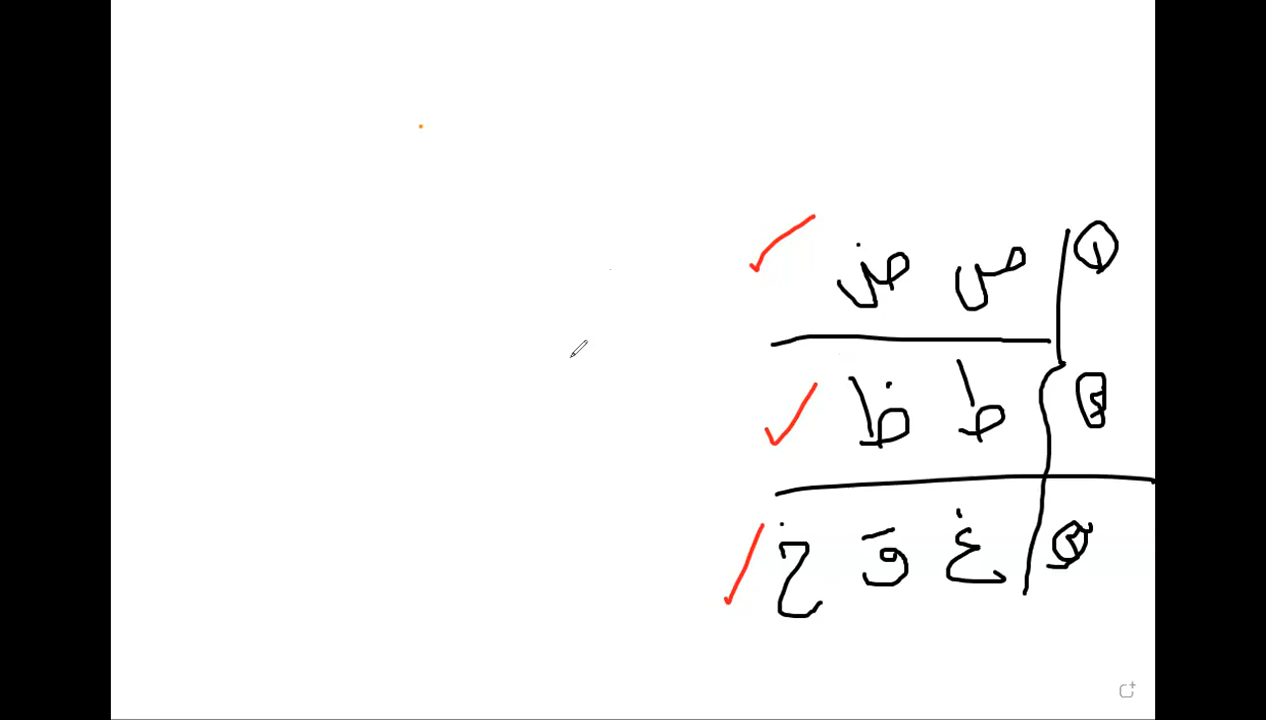 ١ ص ض
٢ ط ظ
٣ غ ق خ